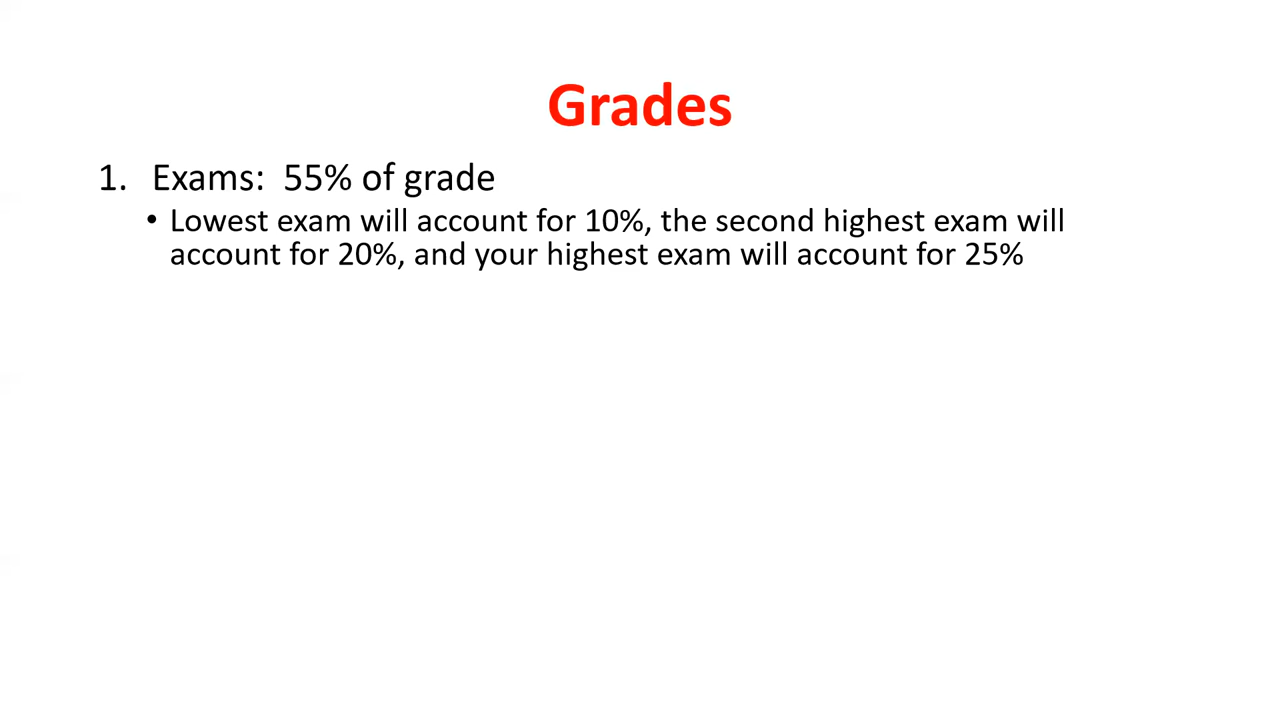 Grades
1. Exams: 55% of grade
• Lowest exam will account for 10%, the second highest exam will
account for 20%, and your highest exam will account for 25%